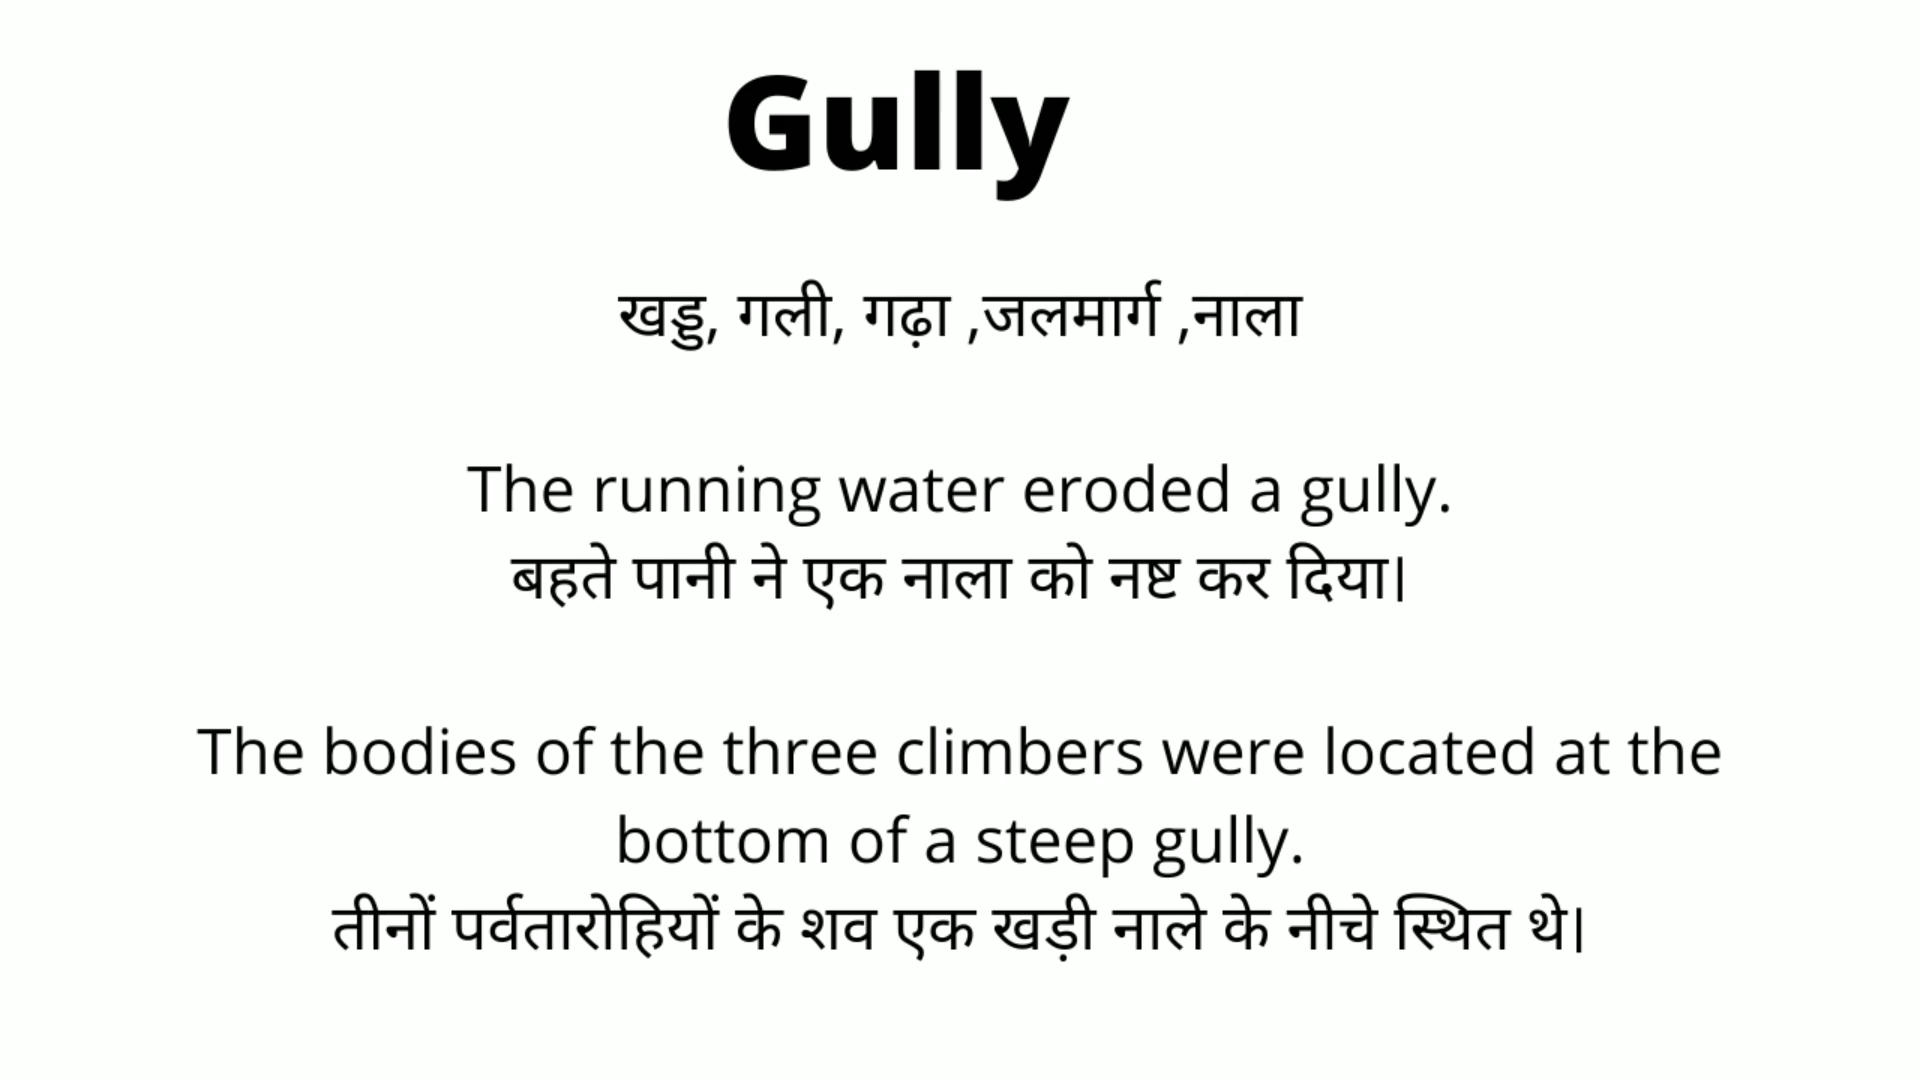 Gully
खड्ड, गली, गढ़ा ,जलमार्ग ,नाला
The running water eroded a gully.
बहते पानी ने एक नाला को नष्ट कर दिया।
The bodies of the three climbers were located at the
bottom of a steep gully.
तीनों पर्वतारोहियों के शव एक खड़ी नाले के नीचे स्थित थे।